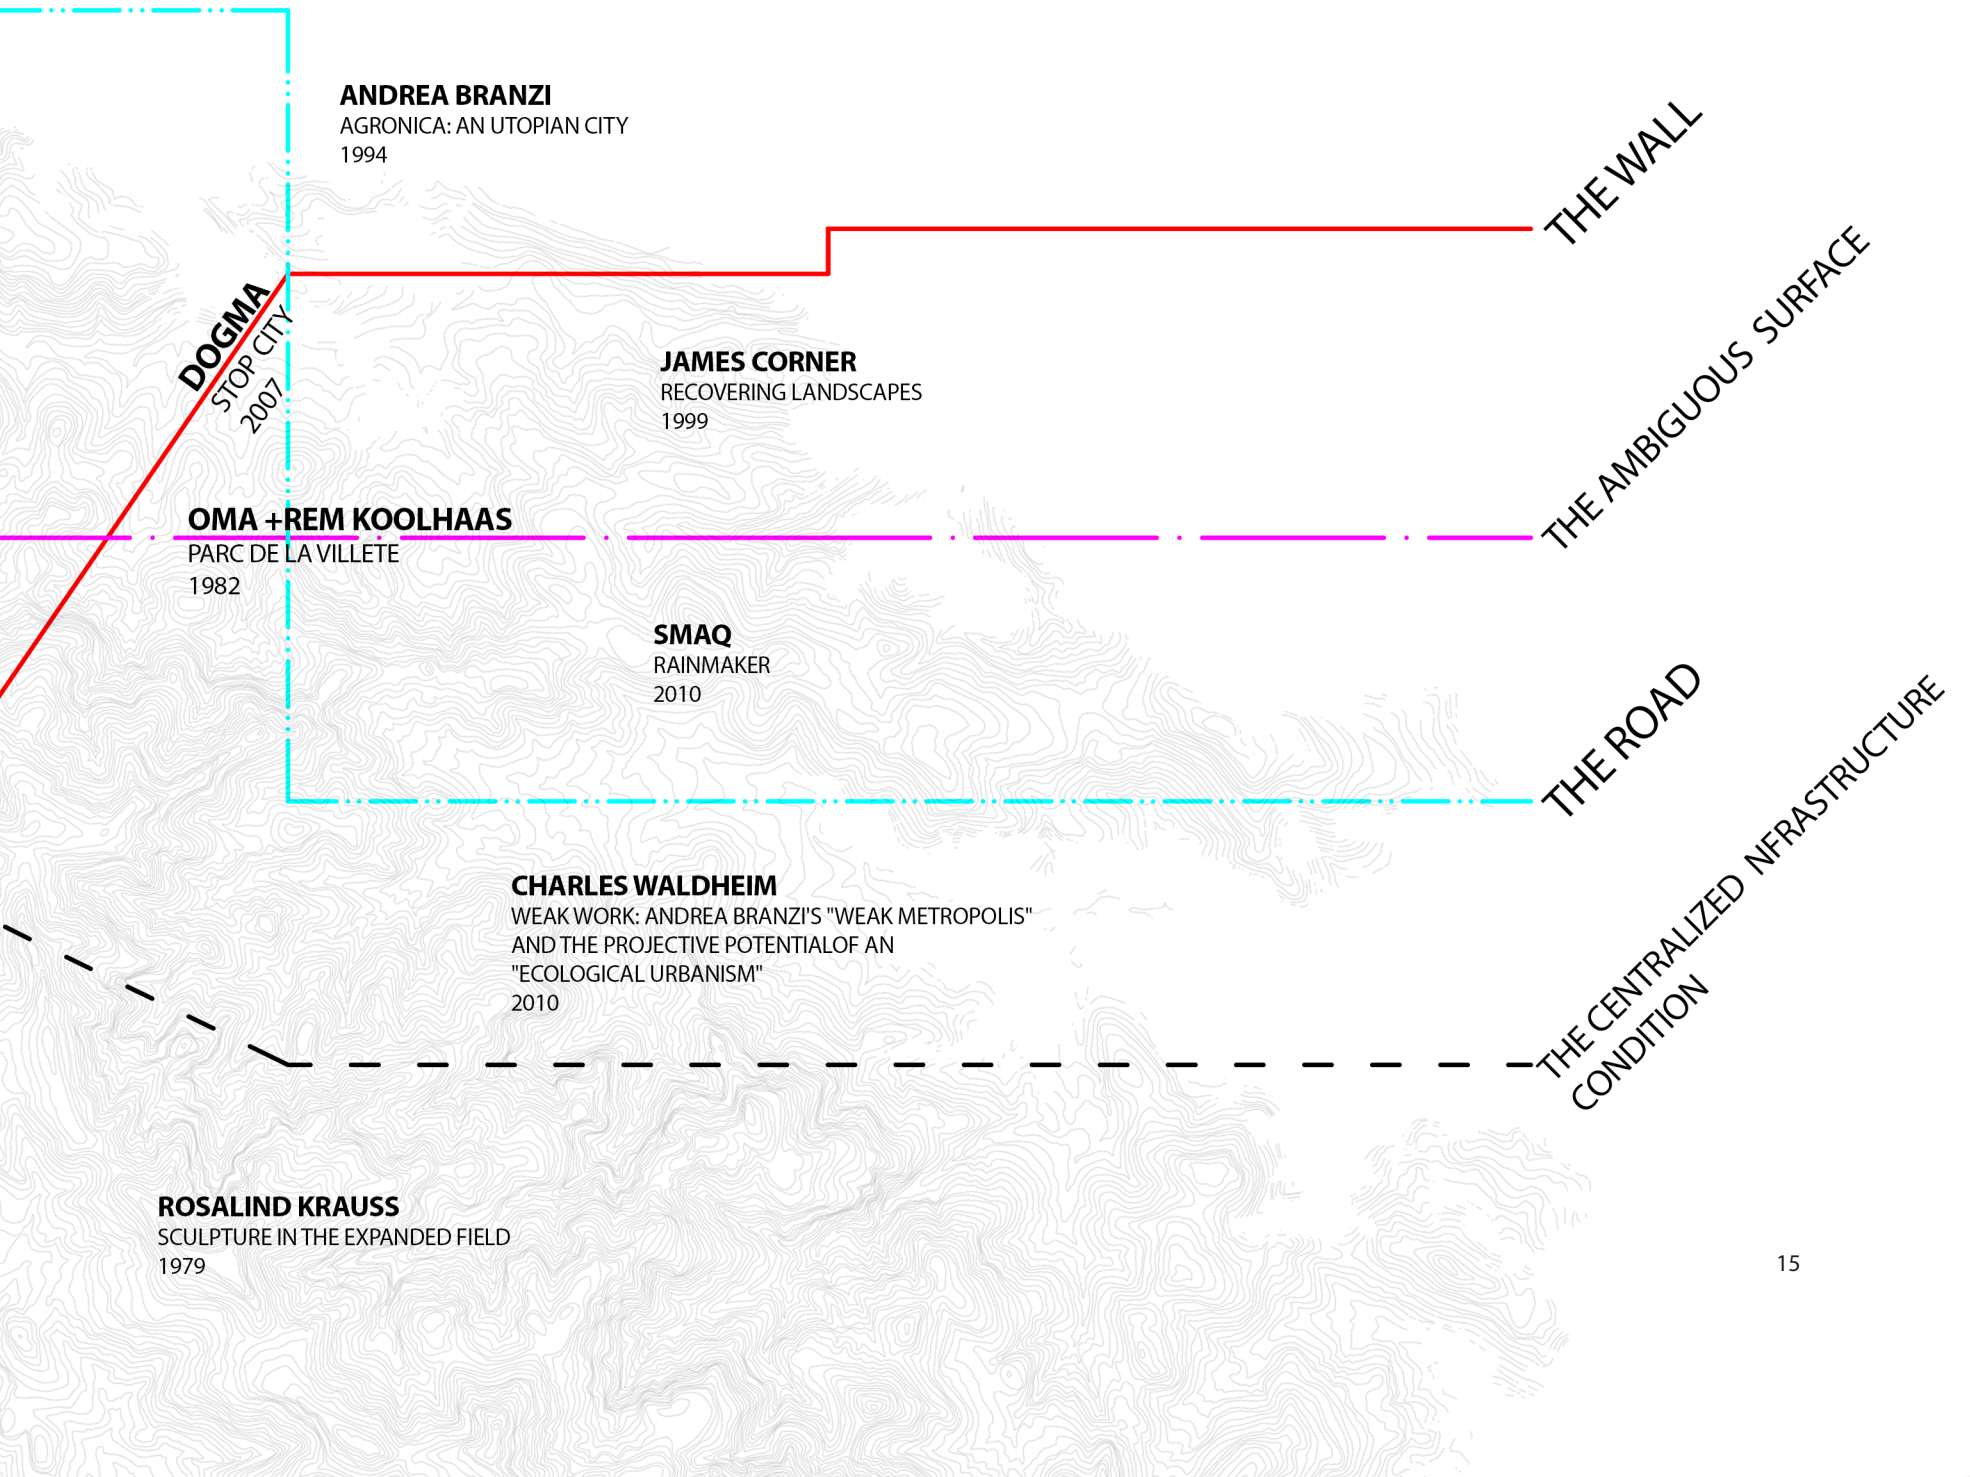 ANDREA BRANZI
AGRONICA: AN UTOPIAN CITY
1994
THE WALL
DOGMA
STOP CITY
2007
JAMES CORNER
RECOVERING LANDSCAPES
1999
THE AMBIGUOUS SURFACE
OMA +REM KOOLHAAS
PARC DE LA VILLETE
1982
SMAQ
RAINMAKER
2010
THE ROAD
CHARLES WALDHEIM
WEAK WORK: ANDREA BRANZI'S "WEAK METROPOLIS"
AND THE PROJECTIVE POTENTIALOF AN
"ECOLOGICAL URBANISM"
2010
THE CENTRALIZED NFRASTRUCTURE
CONDITION
ROSALIND KRAUSS
SCULPTURE IN THE EXPANDED FIELD
1979
15